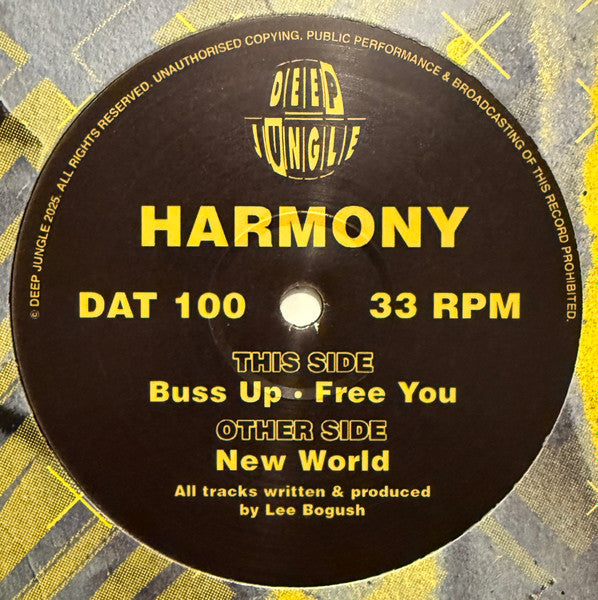 © DEEP JUNGLE 2025. ALL RIGHTS RESERVED. UNAUTHORISED COPYING, PUBLIC PERFORMANCE & BROADCASTING OF THIS RECORD PROHIBITED.
DEEP
JUNGLE
HARMONY
DAT 100 33 RPM
THIS SIDE
Buss Up • Free You
OTHER SIDE
New World
All tracks written & produced
by Lee Bogush